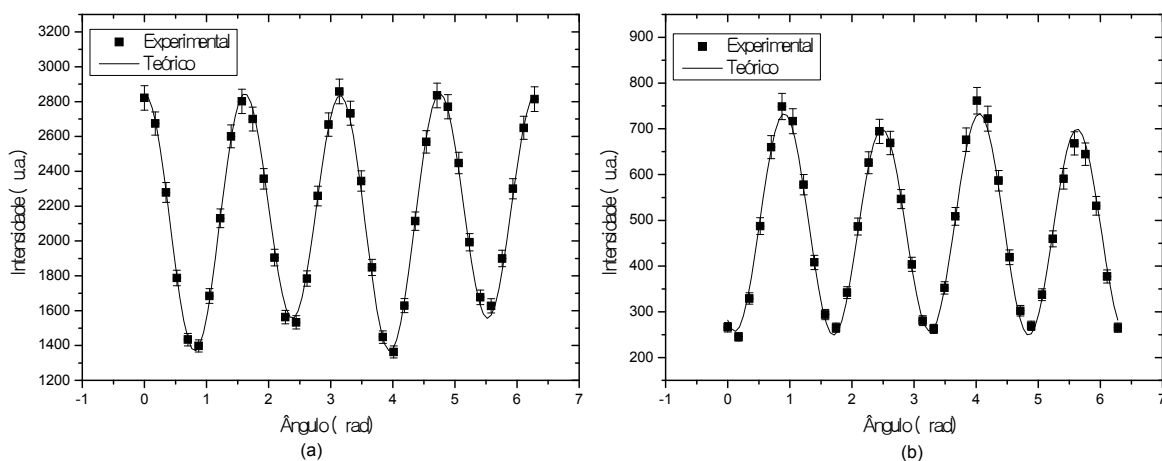 Experimental
Teórico
3200
3000
2800
2600
2400
2200
2000
1800
1600
1400
1200
Intensidade ( u.a.)
-1 0 1 2 3 4 5 6 7
Ângulo ( rad)
(a)
Experimental
Teórico
900
800
700
600
500
400
300
200
Intensidade ( u.a.)
-1 0 1 2 3 4 5 6 7
Ângulo ( rad)
(b)